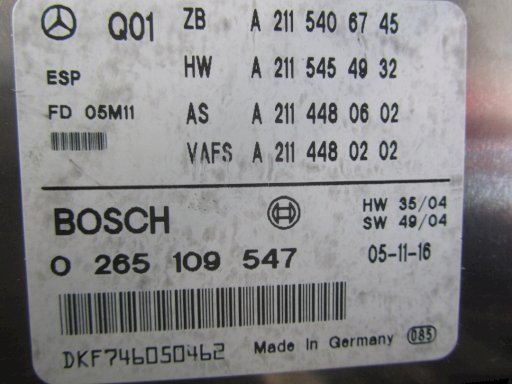 Q01 ZB A 211 540 67 45
ESP HW A 211 545 49 32
FD 05M11 AS A 211 448 06 02
VAFS A 211 448 02 02
BOSCH HW 35/04
SW 49/04
0 265 109 547 05-11-16
DKF746050462 Made In Germany 085